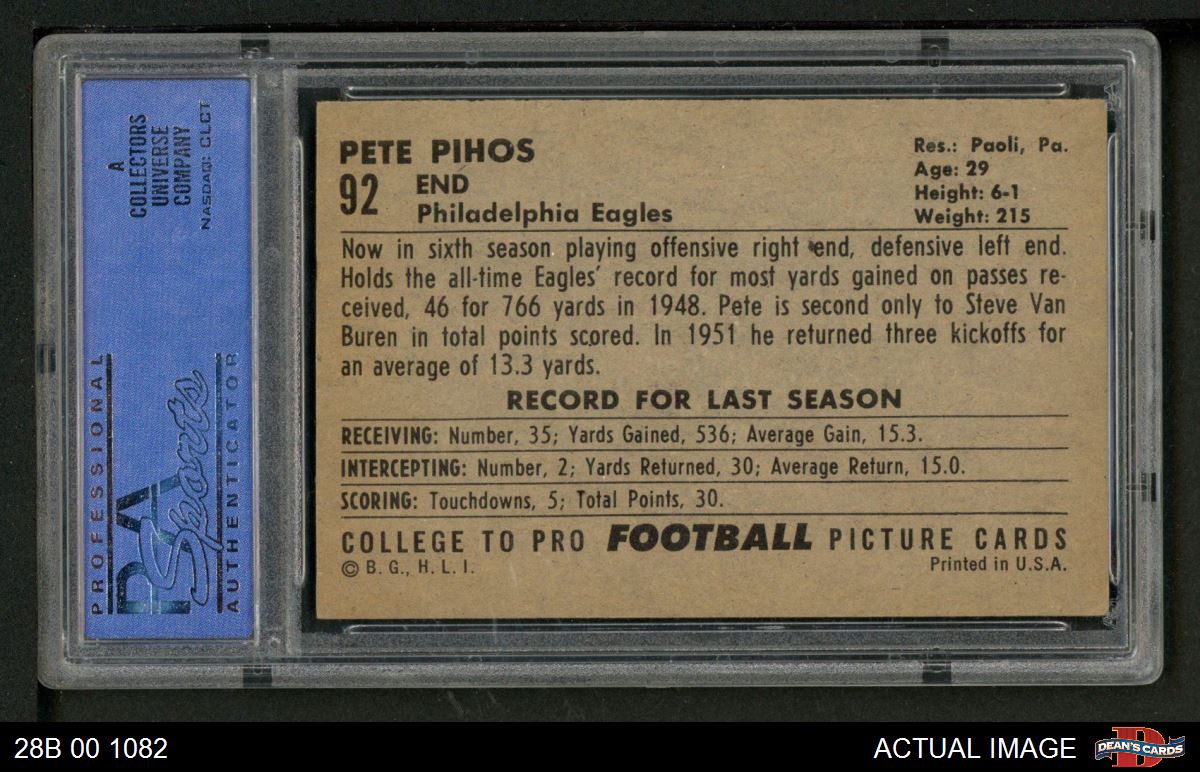 A
COLLECTORS
UNIVERSE
COMPANY
NASDAQ: CLCT
PROFESSIONAL
PSA
Sports
AUTHENTICATOR
PETE PIHOS
92
END
Philadelphia Eagles
Res.: Paoli, Pa.
Age: 29
Height: 6-1
Weight: 215
Now in sixth season playing offensive right end, defensive left end.
Holds the all-time Eagles' record for most yards gained on passes re-
ceived, 46 for 766 yards in 1948. Pete is second only to Steve Van
Buren in total points scored. In 1951 he returned three kickoffs for
an average of 13.3 yards.
RECORD FOR LAST SEASON
RECEIVING: Number, 35; Yards Gained, 536; Average Gain, 15.3.
INTERCEPTING: Number, 2; Yards Returned, 30; Average Return, 15.0.
SCORING: Touchdowns, 5; Total Points, 30.
COLLEGE TO PRO FOOTBALL PICTURE CARDS
© B. G., H. L. I.
Printed in U.S.A.
28B 00 1082
ACTUAL IMAGE
D
DEAN'S CARDS